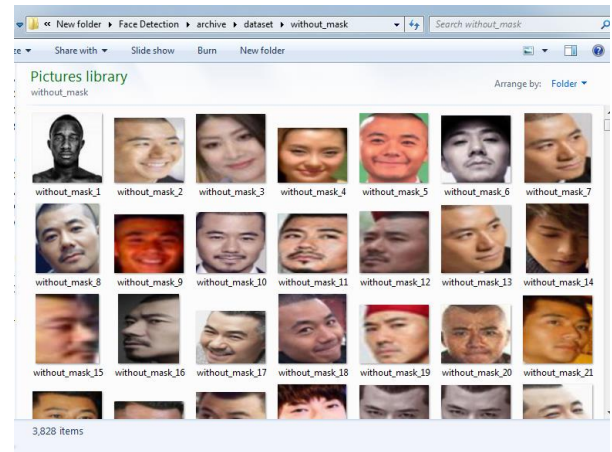 « New folder ▸ Face Detection ▸ archive ▸ dataset ▸ without_mask Search without_mask
Share with Slide show Burn New folder
Pictures library
without_mask
Arrange by: Folder
without_mask_1 without_mask_2 without_mask_3 without_mask_4 without_mask_5 without_mask_6 without_mask_7
without_mask_8 without_mask_9 without_mask_10 without_mask_11 without_mask_12 without_mask_13 without_mask_14
without_mask_15 without_mask_16 without_mask_17 without_mask_18 without_mask_19 without_mask_20 without_mask_21
3,828 items